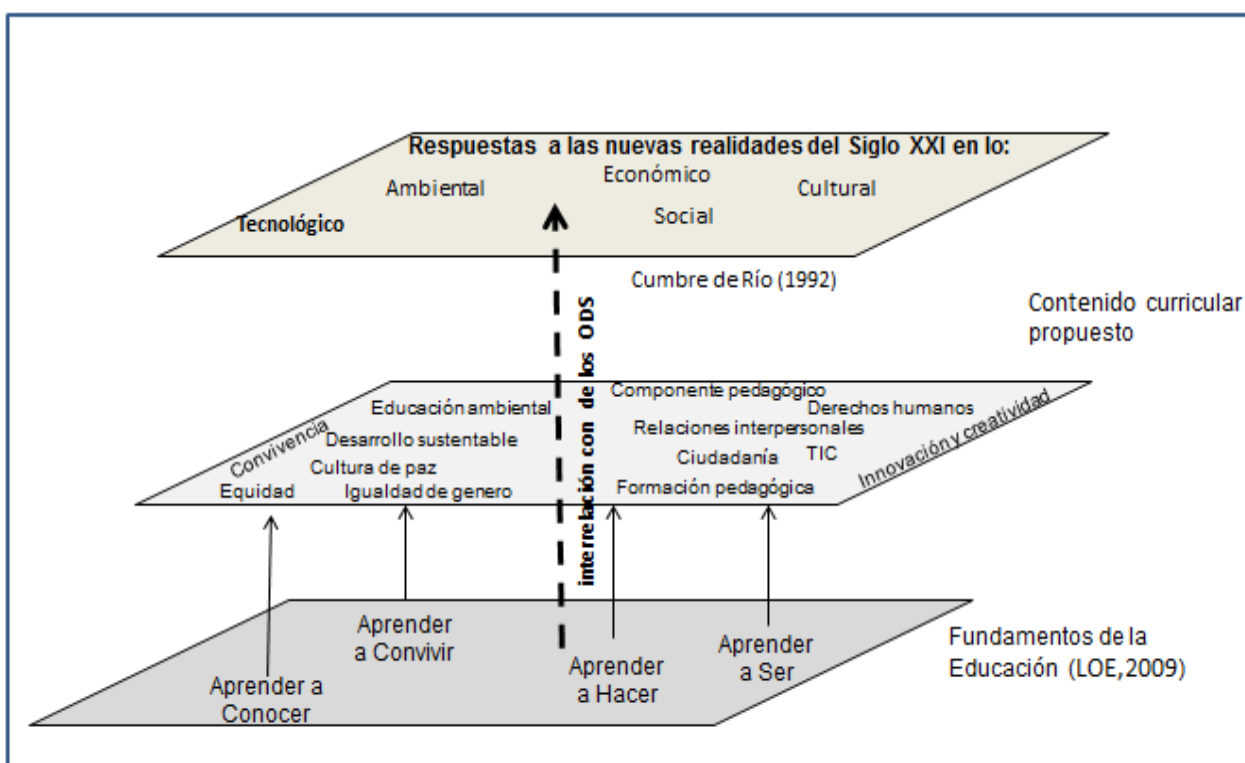 Respuestas a las nuevas realidades del Siglo XXI en lo:
Ambiental
Económico
Cultural
Social
Tecnológico
Cumbre de Río (1992)
Contenido curricular
propuesto
interrelación con de los ODS
Componente pedagógico
Educación ambiental
Derechos humanos
Convivencia
Relaciones interpersonales
Desarrollo sustentable
Ciudadanía
TIC
Innovación y creatividad
Cultura de paz
Equidad
Igualdad de genero
Formación pedagógica
Aprender
a Convivir
Aprender
a Ser
Aprender
a Hacer
Aprender a
Conocer
Fundamentos de la
Educación (LOE,2009)